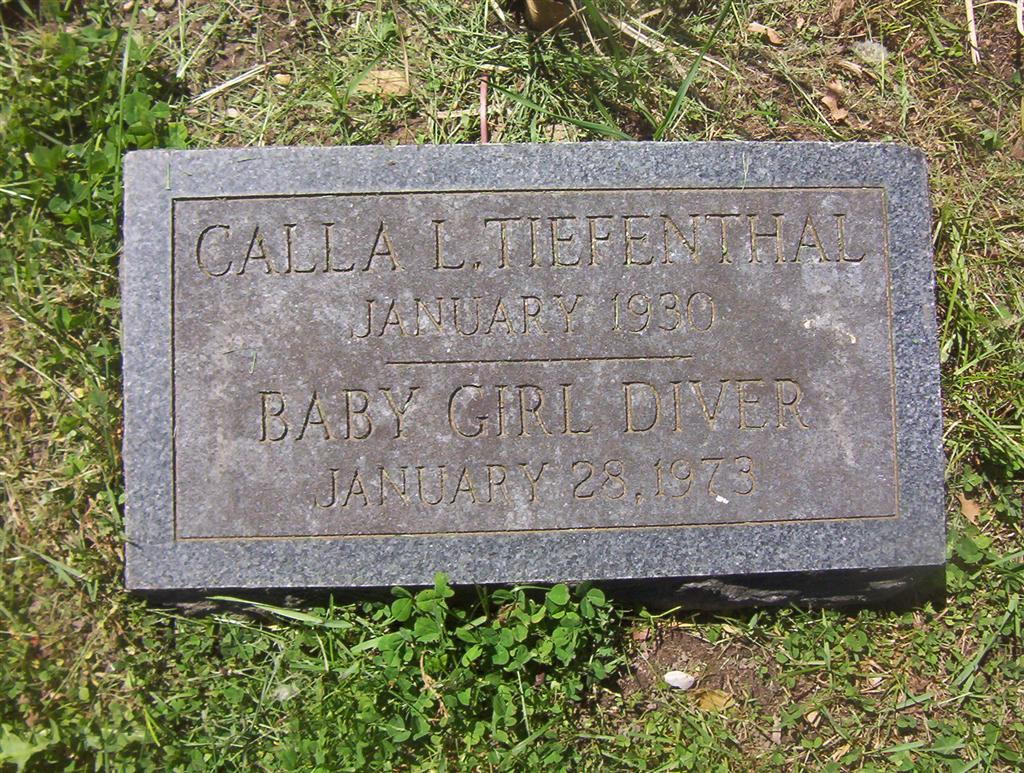 CALLA L. TIEFENTHAL
JANUARY 1930
BABY GIRL DIVER
JANUARY 28, 1973